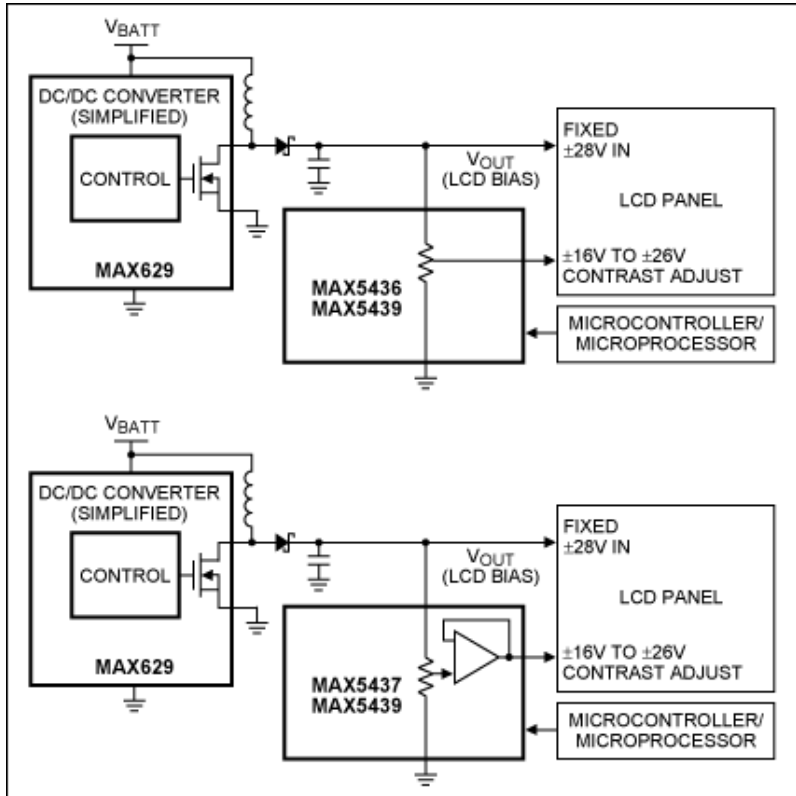 VBATT
DC/DC CONVERTER
(SIMPLIFIED)
CONTROL
MAX629
VOUT
(LCD BIAS)
MAX5436
MAX5439
FIXED
±28V IN
LCD PANEL
±16V TO ±26V
CONTRAST ADJUST
MICROCONTROLLER/
MICROPROCESSOR
VBATT
DC/DC CONVERTER
(SIMPLIFIED)
CONTROL
MAX629
VOUT
(LCD BIAS)
MAX5437
MAX5439
FIXED
±28V IN
LCD PANEL
±16V TO ±26V
CONTRAST ADJUST
MICROCONTROLLER/
MICROPROCESSOR